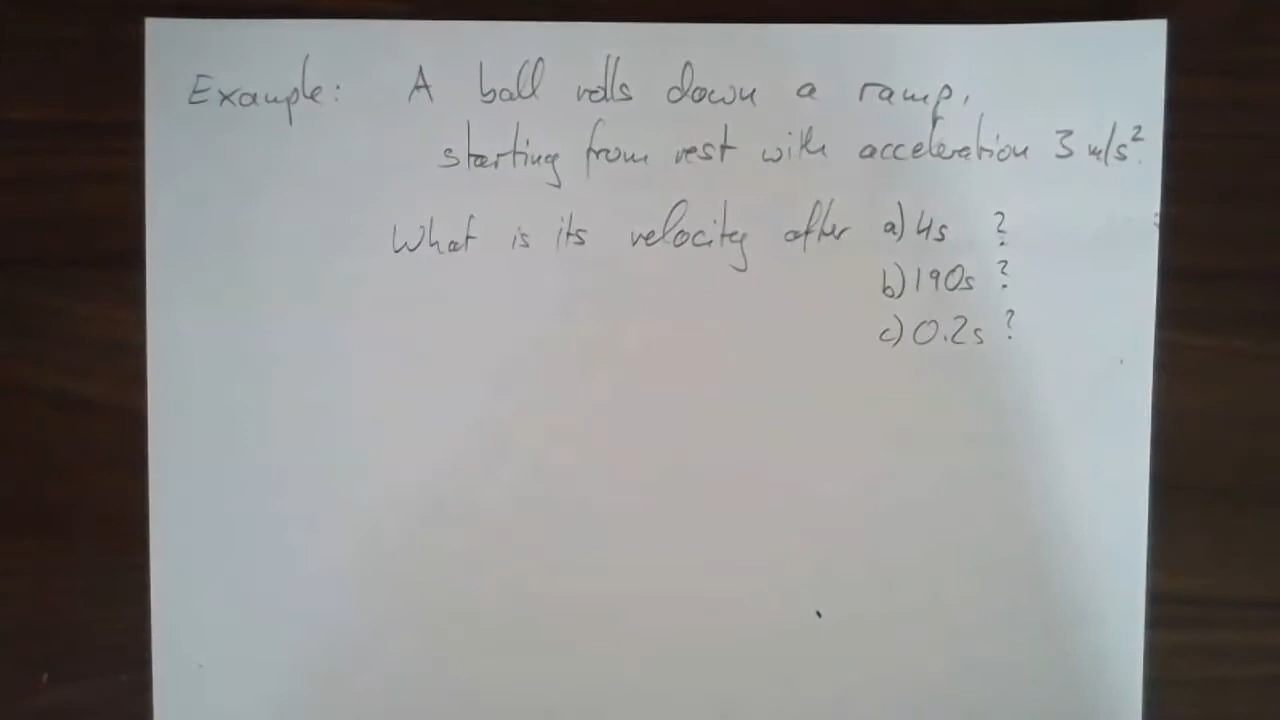 Example: A ball rolls down a ramp,
starting from rest with acceleration 3 m/s².
What is its velocity after a) 4s ?
b) 190s ?
c) 0.2s ?